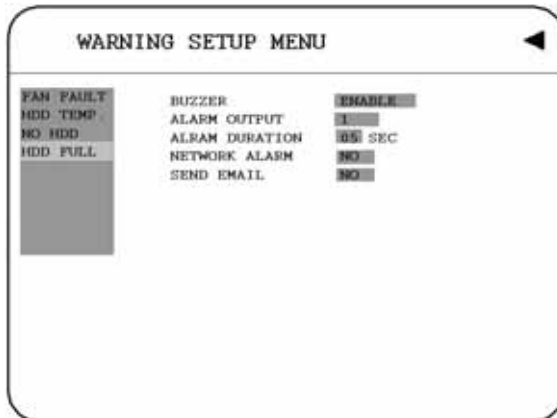 WARNING SETUP MENU
FAN FAULT
HDD TEMP.
NO HDD
HDD FULL
BUZZER ENABLE
ALARM OUTPUT 1
ALRAM DURATION 05 SEC
NETWORK ALARM NO
SEND EMAIL NO